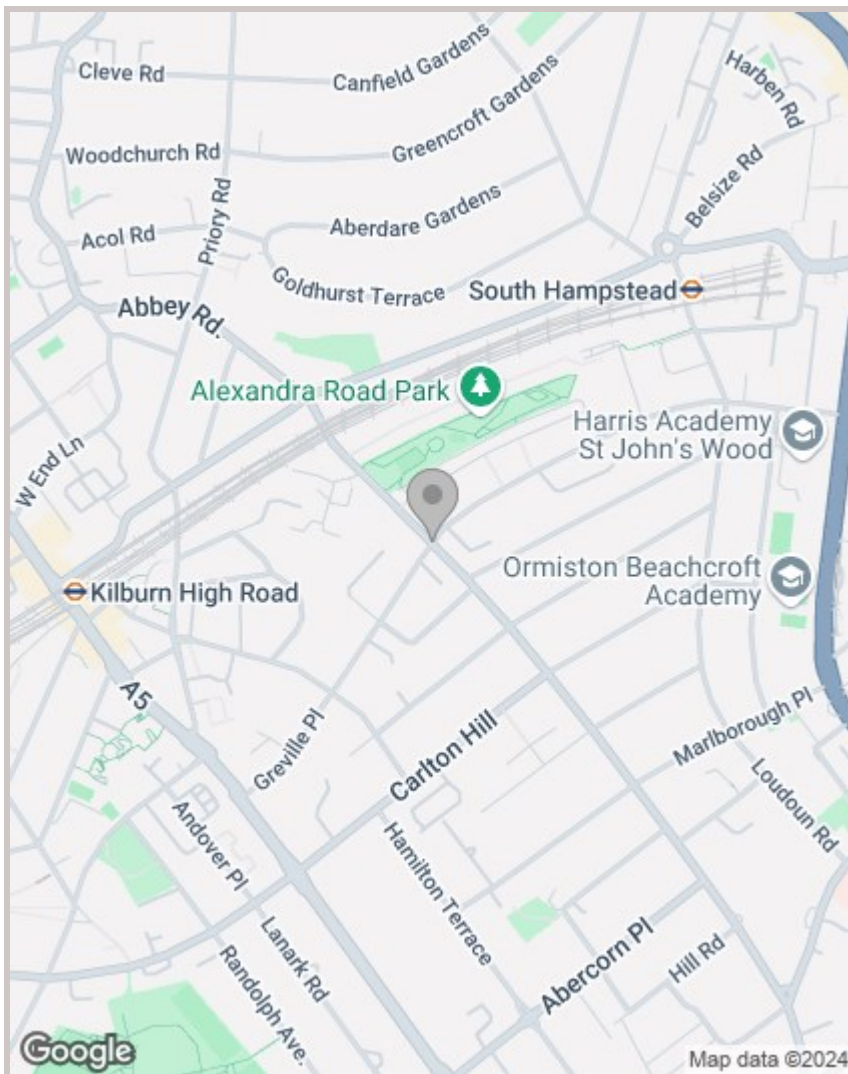 Cleve Rd
Canfield Gardens
Harben Rd
Greencroft Gardens
Woodchurch Rd
Belsize Rd
Priory Rd
Aberdare Gardens
Acol Rd
Goldhurst Terrace
South Hampstead
Abbey Rd.
Alexandra Road Park
Harris Academy
St John's Wood
W End Ln
Ormiston Beachcroft
Academy
Kilburn High Road
A5
Marlborough Pl
Greville Pl
Carlton Hill
Loudoun Rd
Andover Pl
Hamilton Terrace
Lanark Rd
Abercorn Pl
Hill Rd
Randolph Ave.
Google
Map data ©2024